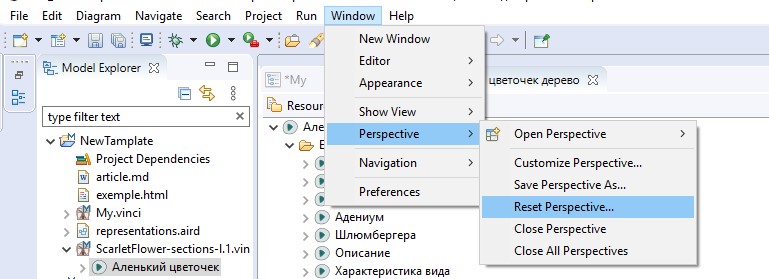 File Edit Diagram Navigate Search Project Run Window Help
New Window
Editor
Appearance
Show View
Perspective
Navigation
Preferences
Open Perspective
Customize Perspective...
Save Perspective As...
Reset Perspective...
Close Perspective
Close All Perspectives
Model Explorer
type filter text
NewTamplate
Project Dependencies
article.md
exemple.html
My.vinci
representations.aird
ScarletFlower-sections-l.1.vin
Аленький цветочек
*My
цветочек дерево
Resour
Але
Адениум
Шлюмбергера
Описание
Характеристика вида